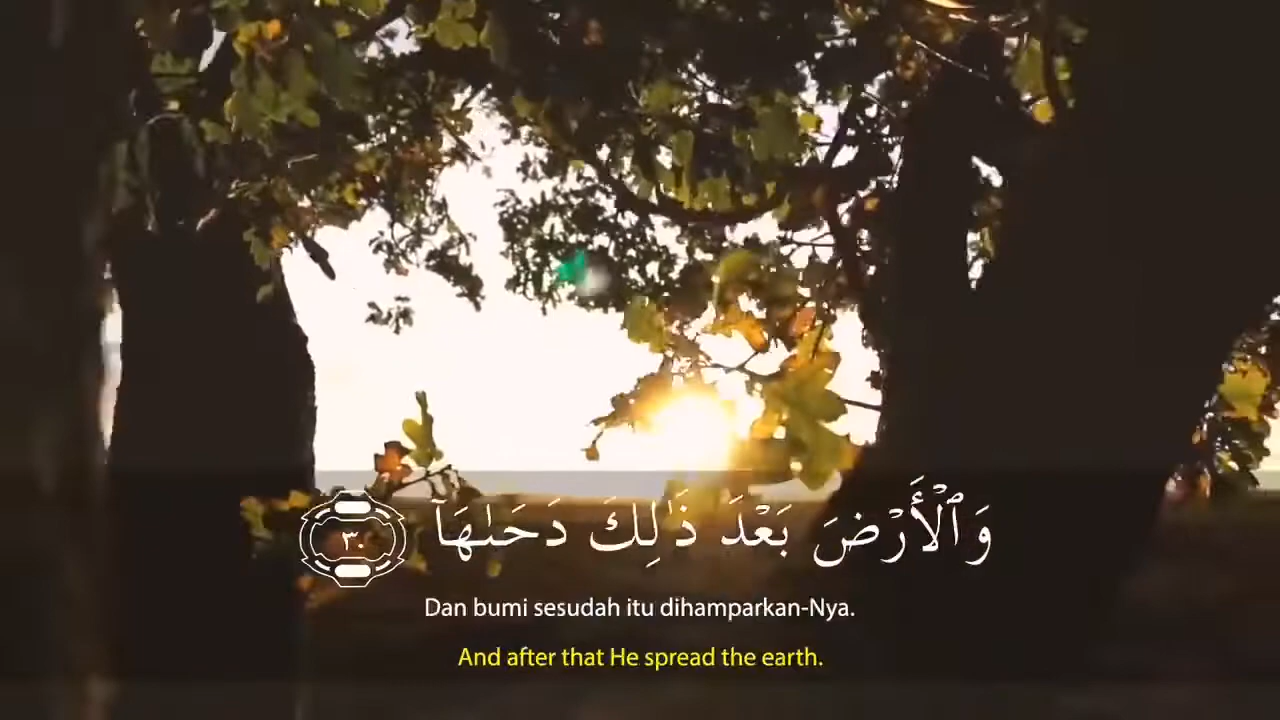 وَٱلْأَرْضَ بَعْدَ ذَٰلِكَ دَحَىٰهَآ ٣٠
Dan bumi sesudah itu dihamparkan-Nya.
And after that He spread the earth.